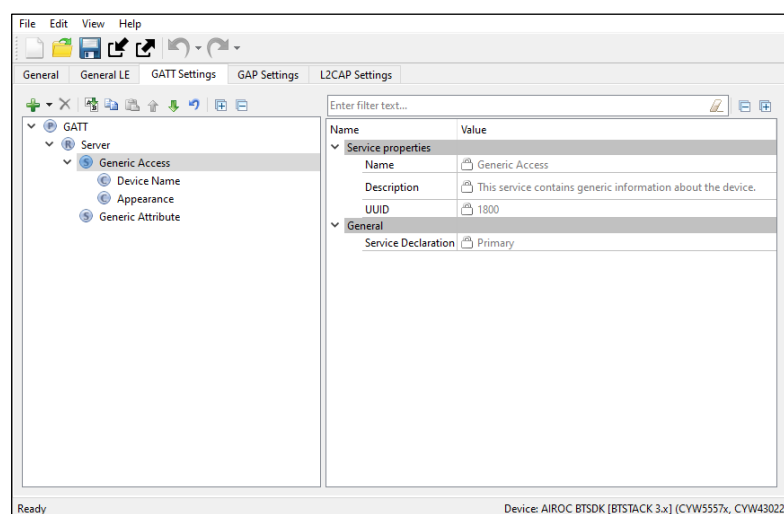 File Edit View Help
General General LE GATT Settings GAP Settings L2CAP Settings
Enter filter text...
P GATT
R Server
S Generic Access
C Device Name
C Appearance
S Generic Attribute
Name Value
Service properties
Name Generic Access
Description This service contains generic information about the device.
UUID 1800
General
Service Declaration Primary
Ready Device: AIROC BTSDK [BTSTACK 3.x] (CYW5557x, CYW43022